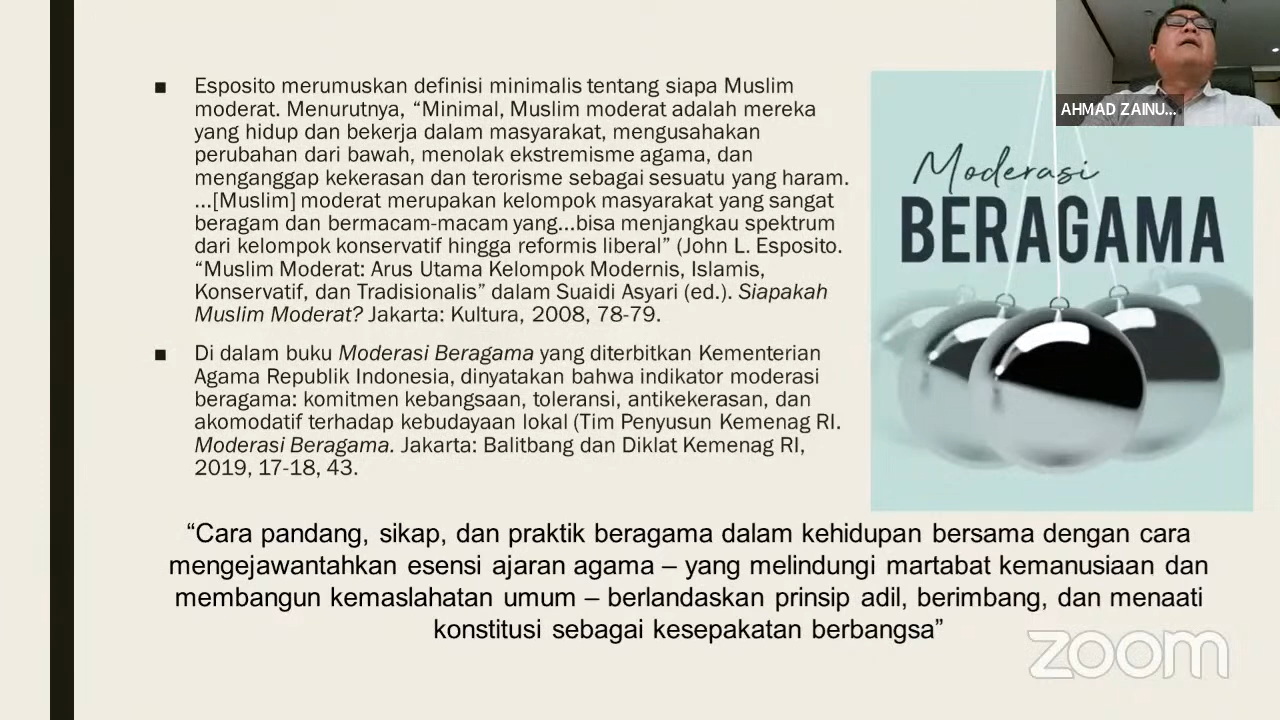 ■ Esposito merumuskan definisi minimalis tentang siapa Muslim
moderat. Menurutnya, “Minimal, Muslim moderat adalah mereka
yang hidup dan bekerja dalam masyarakat, mengusahakan
perubahan dari bawah, menolak ekstremisme agama, dan
menganggap kekerasan dan terorisme sebagai sesuatu yang haram.
...[Muslim] moderat merupakan kelompok masyarakat yang sangat
beragam dan bermacam-macam yang...bisa menjangkau spektrum
dari kelompok konservatif hingga reformis liberal” (John L. Esposito.
“Muslim Moderat: Arus Utama Kelompok Modernis, Islamis,
Konservatif, dan Tradisionalis” dalam Suaidi Asyari (ed.). Siapakah
Muslim Moderat? Jakarta: Kultura, 2008, 78-79.
■ Di dalam buku Moderasi Beragama yang diterbitkan Kementerian
Agama Republik Indonesia, dinyatakan bahwa indikator moderasi
beragama: komitmen kebangsaan, toleransi, antikekerasan, dan
akomodatif terhadap kebudayaan lokal (Tim Penyusun Kemenag RI.
Moderasi Beragama. Jakarta: Balitbang dan Diklat Kemenag RI,
2019, 17-18, 43.
AHMAD ZAINU...
Moderasi
BERAGAMA
“Cara pandang, sikap, dan praktik beragama dalam kehidupan bersama dengan cara
mengejawantahkan esensi ajaran agama – yang melindungi martabat kemanusiaan dan
membangun kemaslahatan umum – berlandaskan prinsip adil, berimbang, dan menaati
konstitusi sebagai kesepakatan berbangsa”
zoom